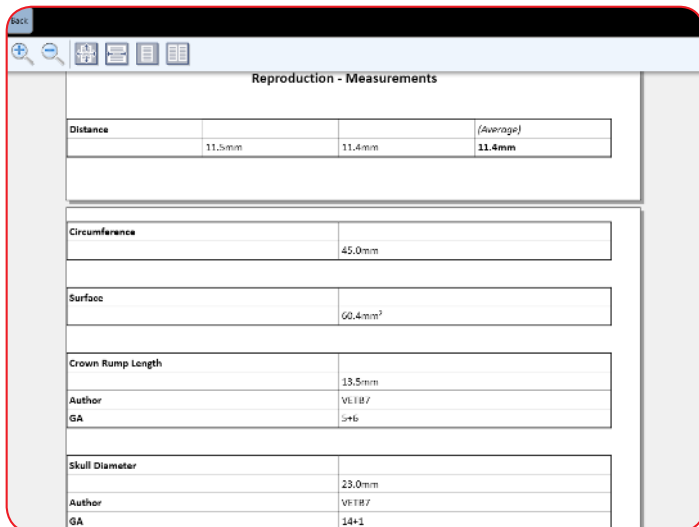 Back
Reproduction - Measurements
Distance (Average)
11.5mm 11.4mm 11.4mm
Circumference
45.0mm
Surface
60.4mm³
Crown Rump Length
13.5mm
Author VETB7
GA 5+6
Skull Diameter
23.0mm
Author VETB7
GA 14+1